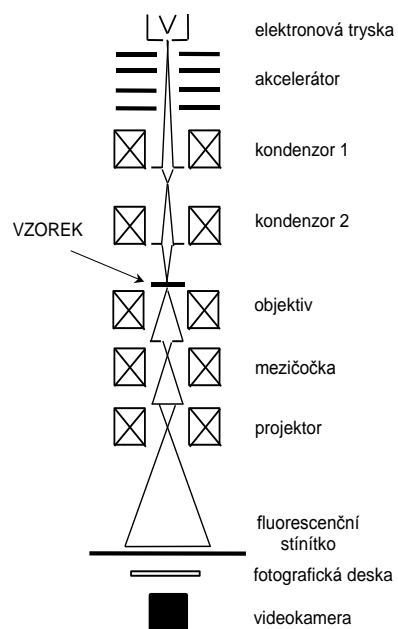 elektronová tryska
akcelerátor
kondenzor 1
kondenzor 2
VZOREK
objektiv
mezičočka
projektor
fluorescenční
stínítko
fotografická deska
videokamera